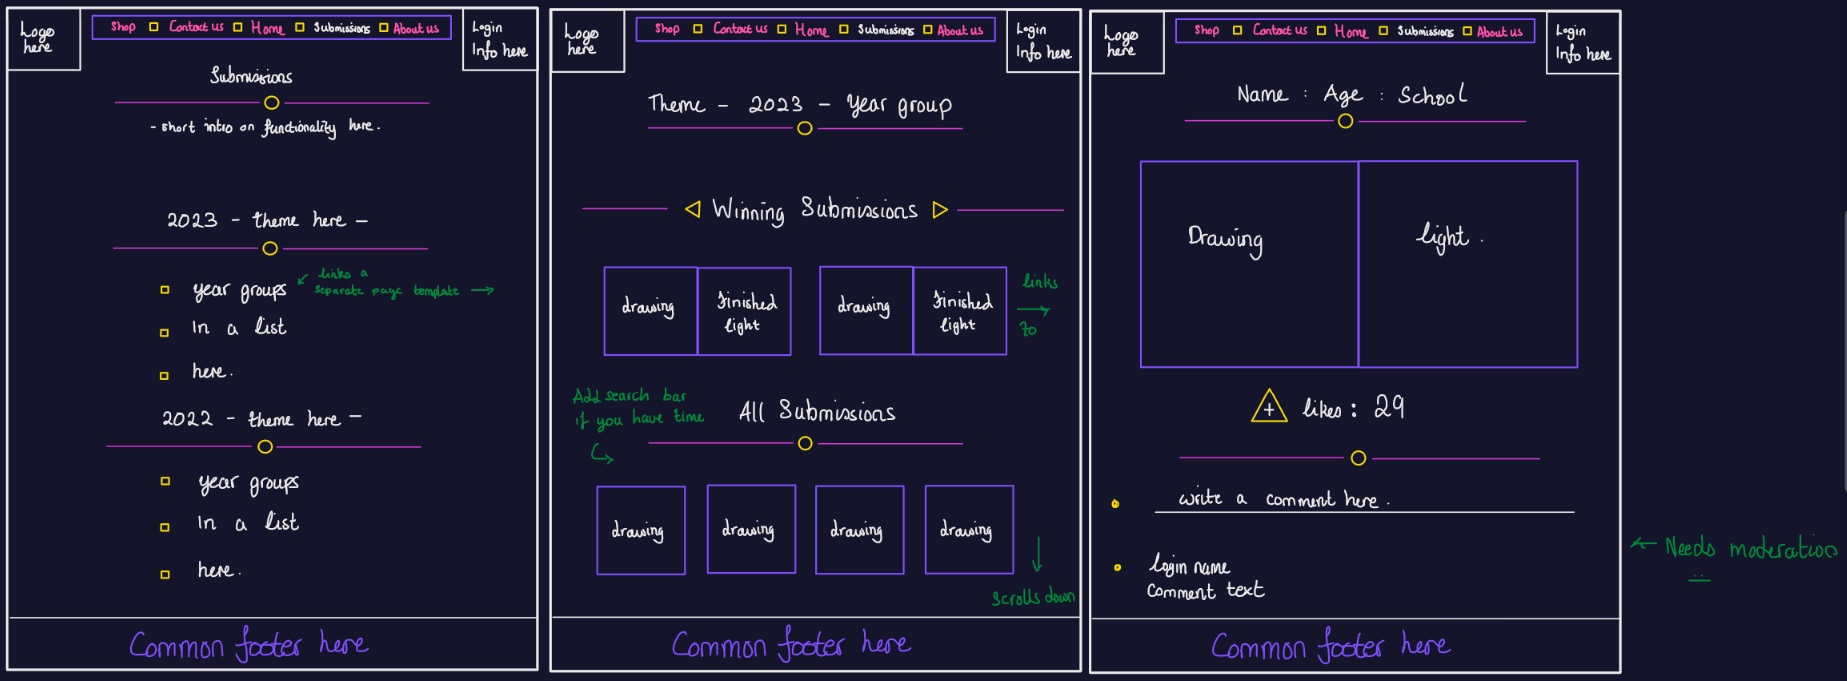 Logo
here
Shop Contact us Home Submissions About us
Login
Info here
Submissions
- short intro on functionality here.
2023 - theme here -
year groups
links a
separate page template
In a list
here.
2022 - theme here -
year groups
In a list
here.
Common footer here
Logo
here
Shop Contact us Home Submissions About us
Login
Info here
Theme - 2023 - Year group
Winning Submissions
drawing
Finished
light
drawing
Finished
light
links
to
Add search bar
if you have time
All Submissions
drawing
drawing
drawing
drawing
Scrolls down
Common footer here
Logo
here
Shop Contact us Home Submissions About us
Login
Info here
Name : Age : School
Drawing
light.
+ likes: 29
write a comment here.
login name
Comment text
Needs moderation
Common footer here